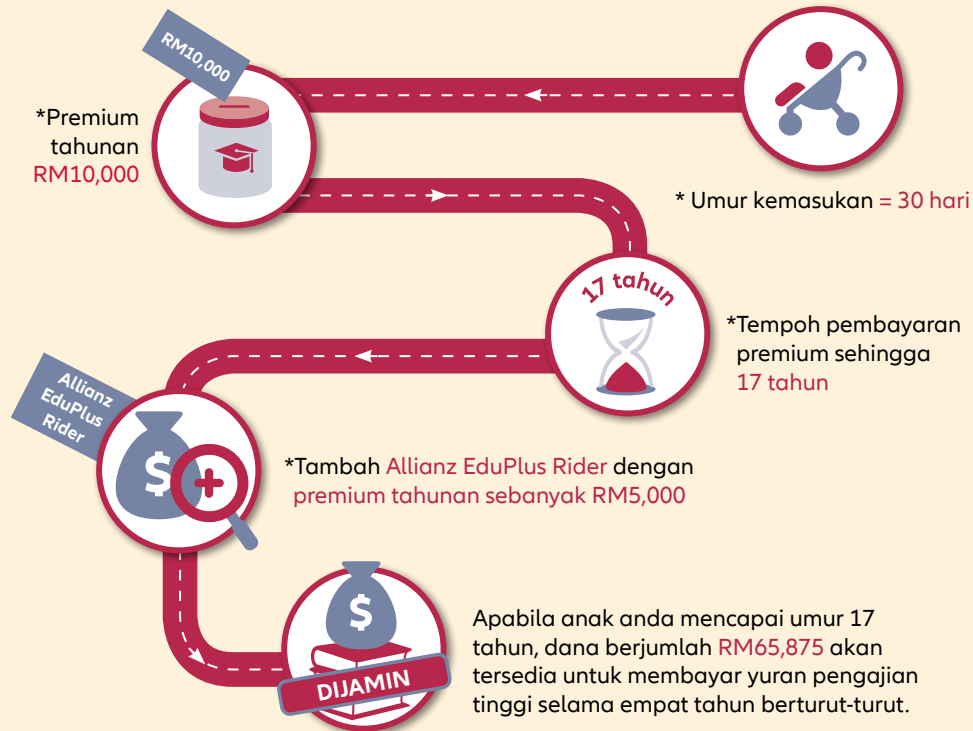 RM10,000
*Premium
tahunan
RM10,000
* Umur kemasukan = 30 hari
17 tahun
*Tempoh pembayaran
premium sehingga
17 tahun
Allianz
EduPlus
Rider
$
*Tambah Allianz EduPlus Rider dengan
premium tahunan sebanyak RM5,000
$
DIJAMIN
Apabila anak anda mencapai umur 17
tahun, dana berjumlah RM65,875 akan
tersedia untuk membayar yuran pengajian
tinggi selama empat tahun berturut-turut.